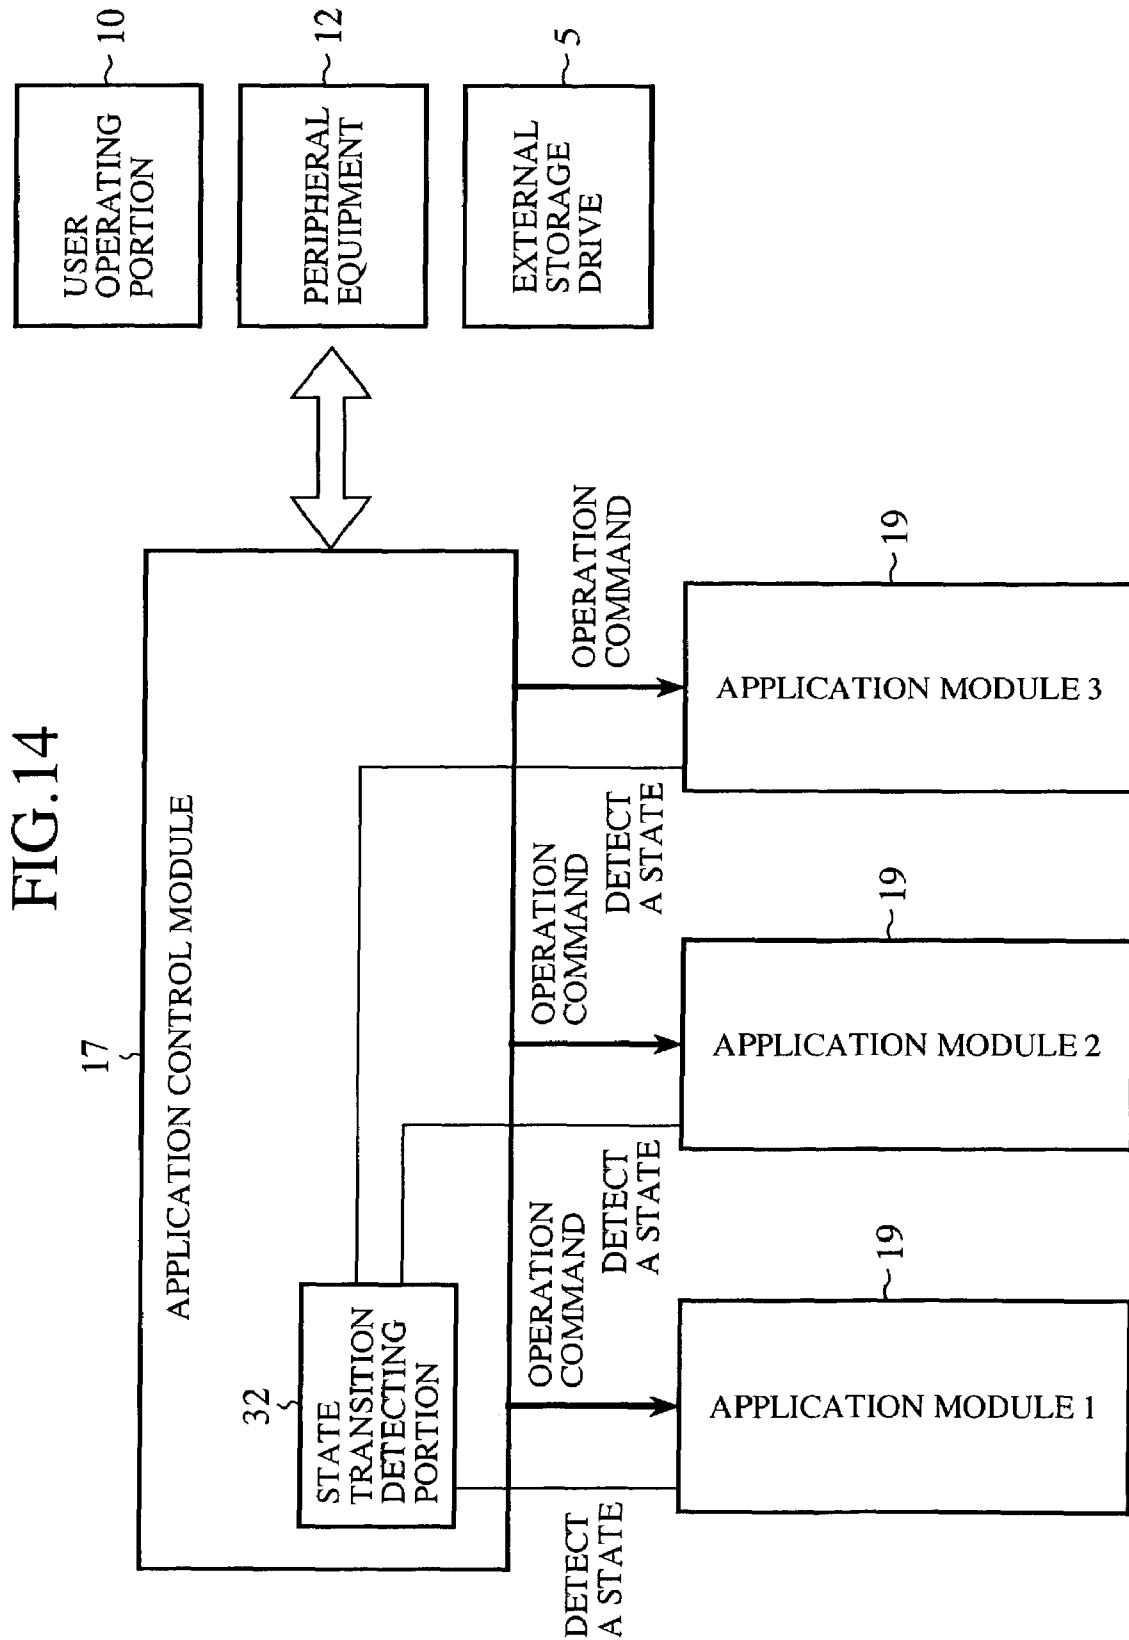 FIG.14
17
APPLICATION CONTROL MODULE
32
STATE
TRANSITION
DETECTING
PORTION
10
USER
OPERATING
PORTION
12
PERIPHERAL
EQUIPMENT
5
EXTERNAL
STORAGE
DRIVE
DETECT
A STATE
OPERATION
COMMAND
DETECT
A STATE
OPERATION
COMMAND
DETECT
A STATE
OPERATION
COMMAND
19
APPLICATION MODULE 1
19
APPLICATION MODULE 2
19
APPLICATION MODULE 3